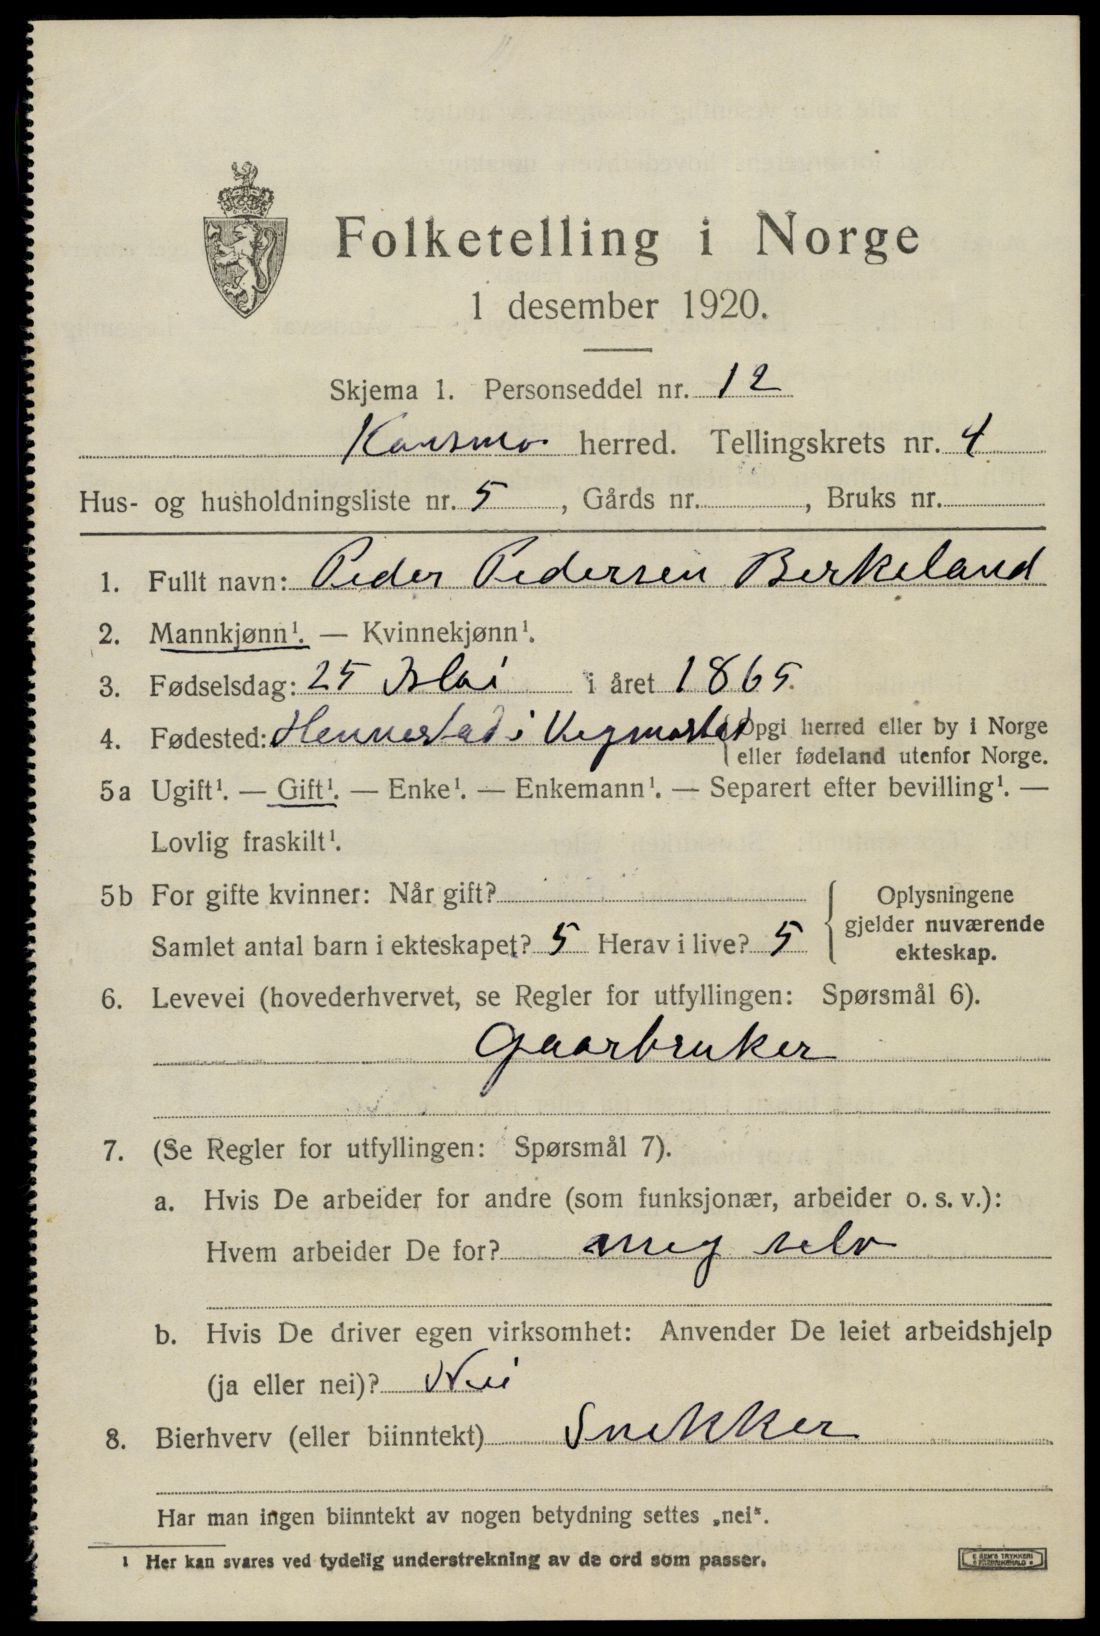 Folketelling i Norge
1 desember 1920.
Skjema 1. Personseddel nr. 12
Konsmo herred. Tellingskrets nr. 4
Hus- og husholdningsliste nr. 5, Gårds nr. , Bruks nr.
1. Fullt navn: Peder Pedersen Birkeland
2. Mannkjønn¹. — Kvinnekjønn¹.
3. Fødselsdag: 25 Mai i året 1865.
4. Fødested: Hennestad i Vegmostad Opgi herred eller by i Norge
eller fødeland utenfor Norge.
5a Ugift¹. — Gift¹. — Enke¹. — Enkemann¹. — Separert efter bevilling¹. —
Lovlig fraskilt¹.
5b For gifte kvinner: Når gift?
Samlet antal barn i ekteskapet? 5 Herav i live? 5
Oplysningene
gjelder nuværende
ekteskap.
6. Levevei (hovederhvervet, se Regler for utfyllingen: Spørsmål 6).
Gaarbruker
7. (Se Regler for utfyllingen: Spørsmål 7).
a. Hvis De arbeider for andre (som funksjonær, arbeider o. s. v.):
Hvem arbeider De for? meg selv
b. Hvis De driver egen virksomhet: Anvender De leiet arbeidshjelp
(ja eller nei)? Nei
8. Bierhverv (eller biinntekt) Snekker
Har man ingen biinntekt av nogen betydning settes „nei".
1 Her kan svares ved tydelig understrekning av de ord som passer.